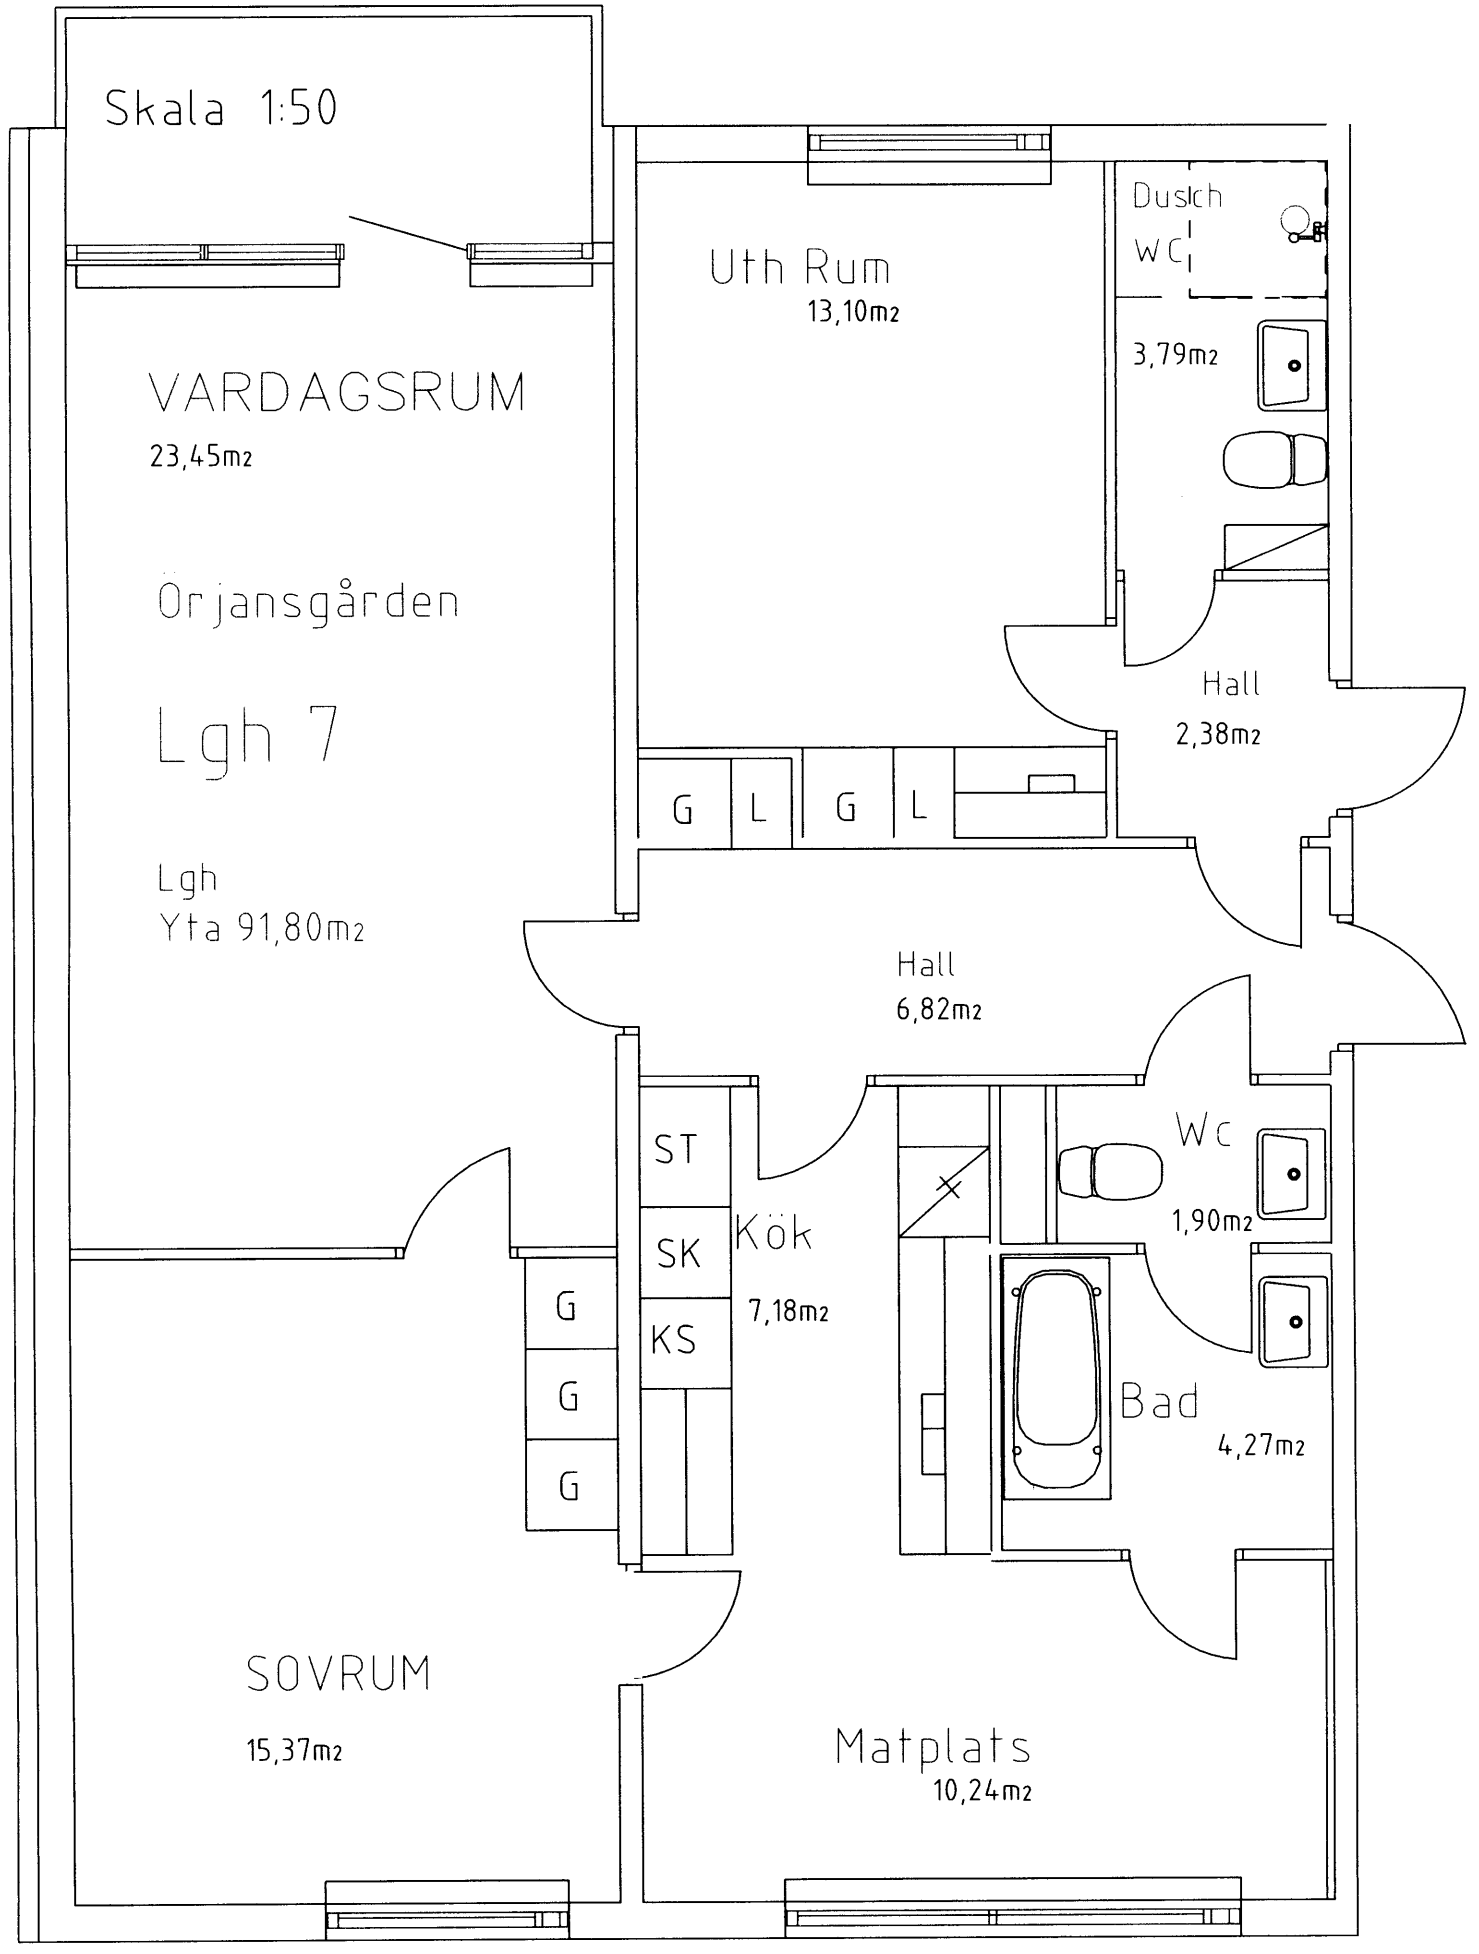 Skala 1:50
VARDAGSRUM
23,45m2
Örjansgården
Lgh 7
Lgh
Yta 91,80m2
Uth Rum
13,10m2
Dusch
WC
3,79m2
Hall
2,38m2
G L G L
Hall
6,82m2
ST
SK
KS
Kök
7,18m2
Wc
1,90m2
Bad
4,27m2
G
G
G
SOVRUM
15,37m2
Matplats
10,24m2